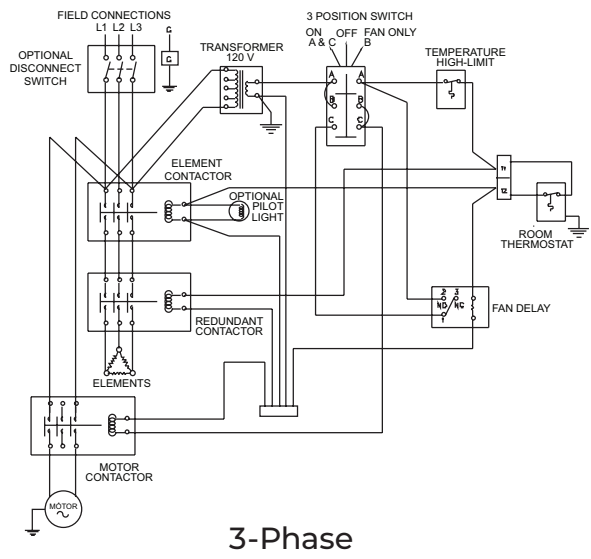 FIELD CONNECTIONS
L1 L2 L3
G
G
OPTIONAL
DISCONNECT
SWITCH
TRANSFORMER
120 V
3 POSITION SWITCH
ON OFF FAN ONLY
A & C B
A A
B B
C C
TEMPERATURE
HIGH-LIMIT
ELEMENT
CONTACTOR
OPTIONAL
PILOT
LIGHT
T1
T2
ROOM
THERMOSTAT
REDUNDANT
CONTACTOR
2 3
NO NC
1
FAN DELAY
ELEMENTS
MOTOR
CONTACTOR
MOTOR
3-Phase